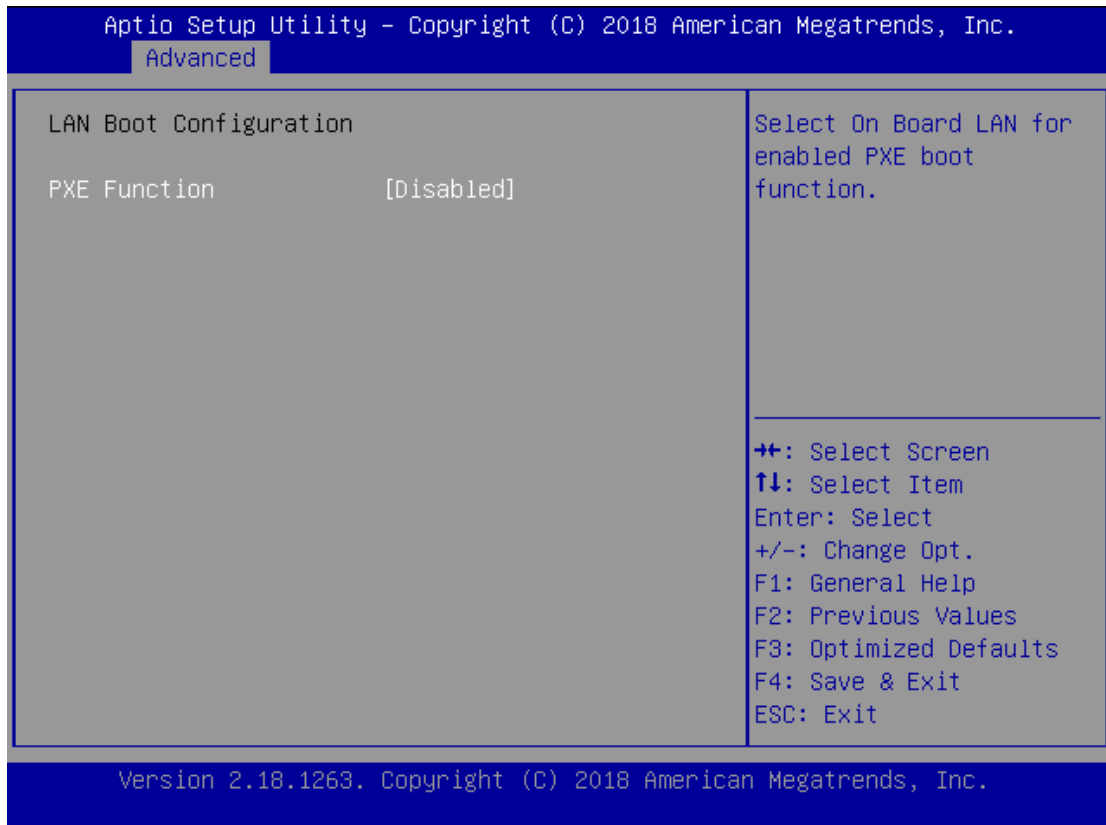 Aptio Setup Utility – Copyright (C) 2018 American Megatrends, Inc.
Advanced
LAN Boot Configuration
PXE Function [Disabled]
Select On Board LAN for
enabled PXE boot
function.
→←: Select Screen
↑↓: Select Item
Enter: Select
+/-: Change Opt.
F1: General Help
F2: Previous Values
F3: Optimized Defaults
F4: Save & Exit
ESC: Exit
Version 2.18.1263. Copyright (C) 2018 American Megatrends, Inc.